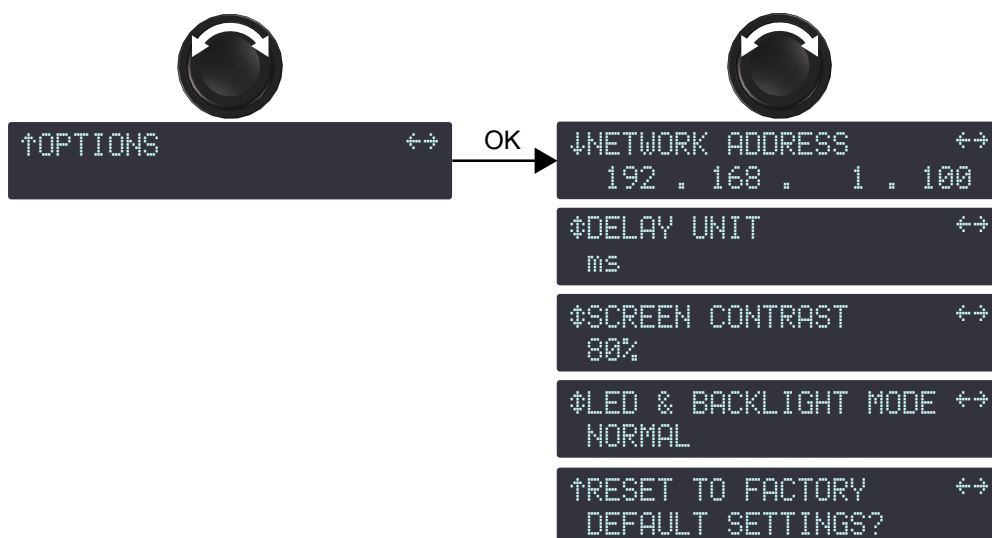 ↑OPTIONS ↔
OK
↓NETWORK ADDRESS ↔
192 . 168 . 1 . 100
↕DELAY UNIT ↔
ms
↕SCREEN CONTRAST ↔
80%
↕LED & BACKLIGHT MODE ↔
NORMAL
↑RESET TO FACTORY ↔
DEFAULT SETTINGS?